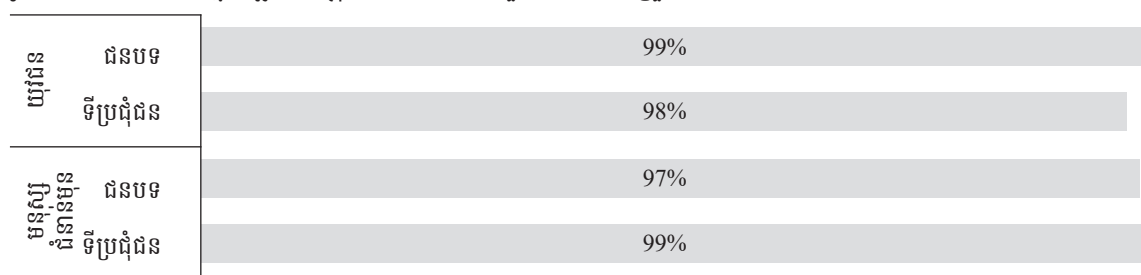 យុវជន
ជនបទ 99%
ទីប្រជុំជន 98%
មនុស្ស
ជំនាន់មុន
ជនបទ 97%
ទីប្រជុំជន 99%